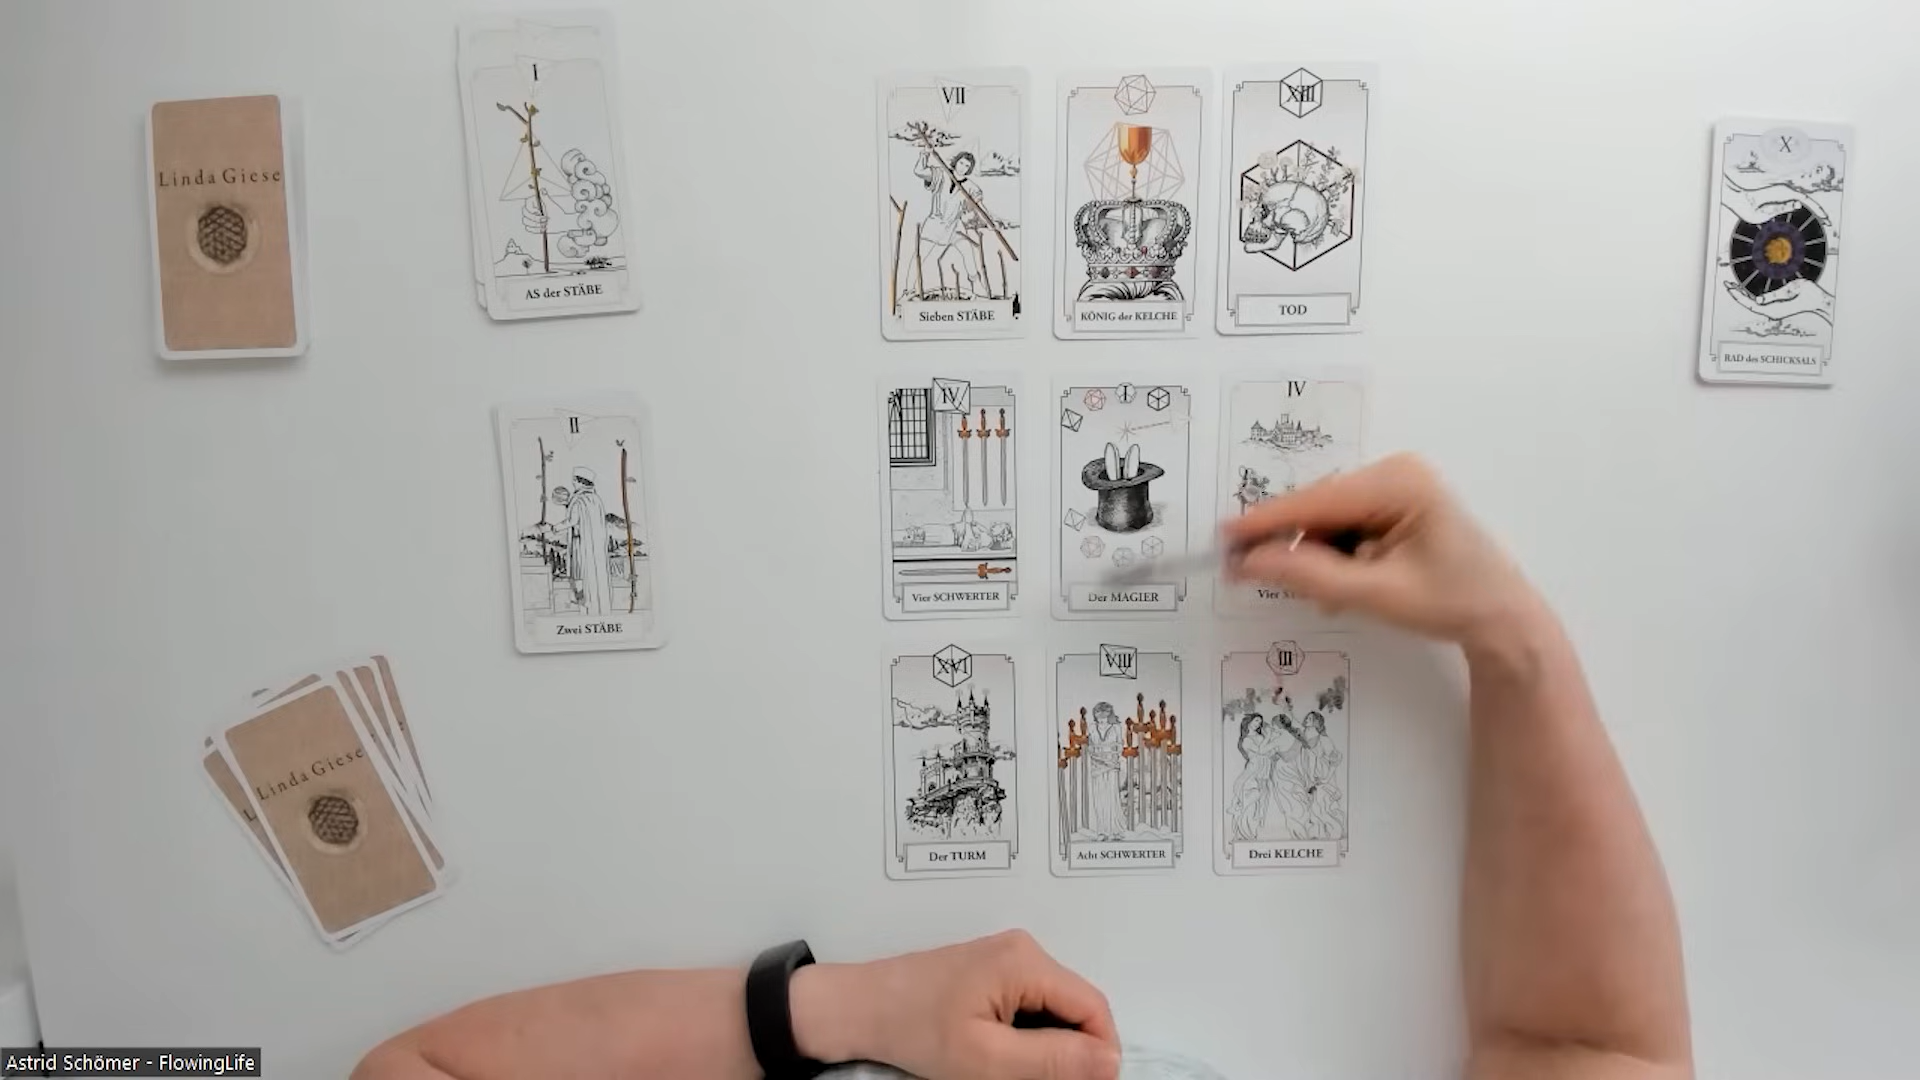 Linda Giese
I
AS der STÄBE
II
Zwei STÄBE
Linda Giese
VII
Sieben STÄBE
KÖNIG der KELCHE
XIII
TOD
IV
Vier SCHWERTER
I
Der MAGIER
IV
Vier
XVI
Der TURM
VIII
Acht SCHWERTER
III
Drei KELCHE
X
RAD des SCHICKSALS
Astrid Schömer - FlowingLife